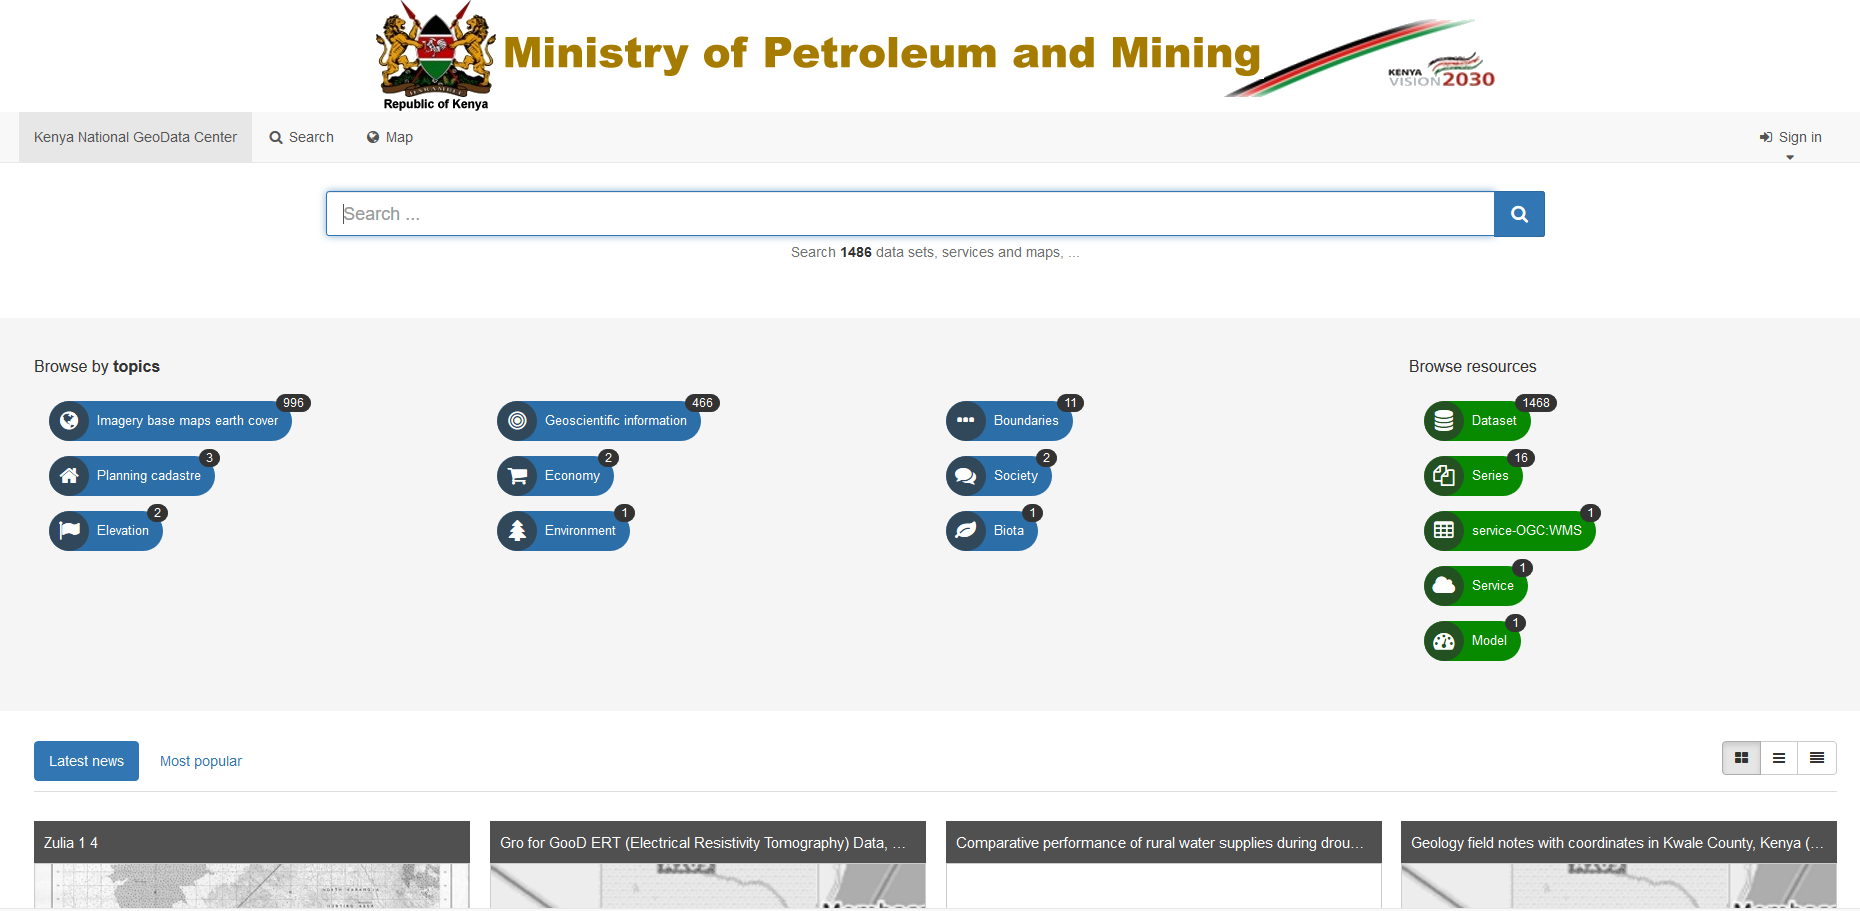 Ministry of Petroleum and Mining
Republic of Kenya
KENYA
VISION 2030
Kenya National GeoData Center
Search
Map
Sign in
Search ...
Search 1486 data sets, services and maps, ...
Browse by topics
Imagery base maps earth cover 996
Geoscientific information 466
Boundaries 11
Planning cadastre 3
Economy 2
Society 2
Elevation 2
Environment 1
Biota 1
Browse resources
Dataset 1468
Series 16
service-OGC:WMS 1
Service 1
Model 1
Latest news
Most popular
Zulia 1 4
Gro for GooD ERT (Electrical Resistivity Tomography) Data, ...
Comparative performance of rural water supplies during drou...
Geology field notes with coordinates in Kwale County, Kenya (...